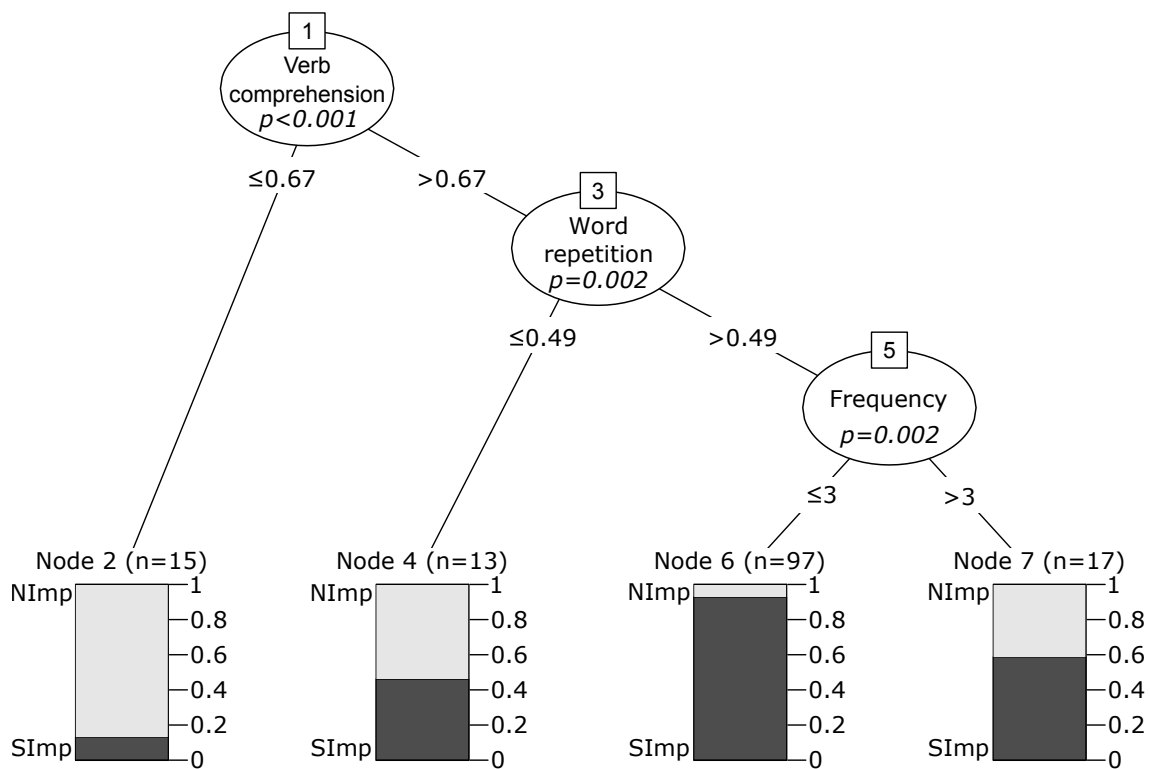 1
Verb
comprehension
p<0.001
≤0.67
>0.67
3
Word
repetition
p=0.002
≤0.49
>0.49
5
Frequency
p=0.002
≤3
>3
Node 2 (n=15)
NImp
SImp
1
0.8
0.6
0.4
0.2
0
Node 4 (n=13)
NImp
SImp
1
0.8
0.6
0.4
0.2
0
Node 6 (n=97)
NImp
SImp
1
0.8
0.6
0.4
0.2
0
Node 7 (n=17)
NImp
SImp
1
0.8
0.6
0.4
0.2
0